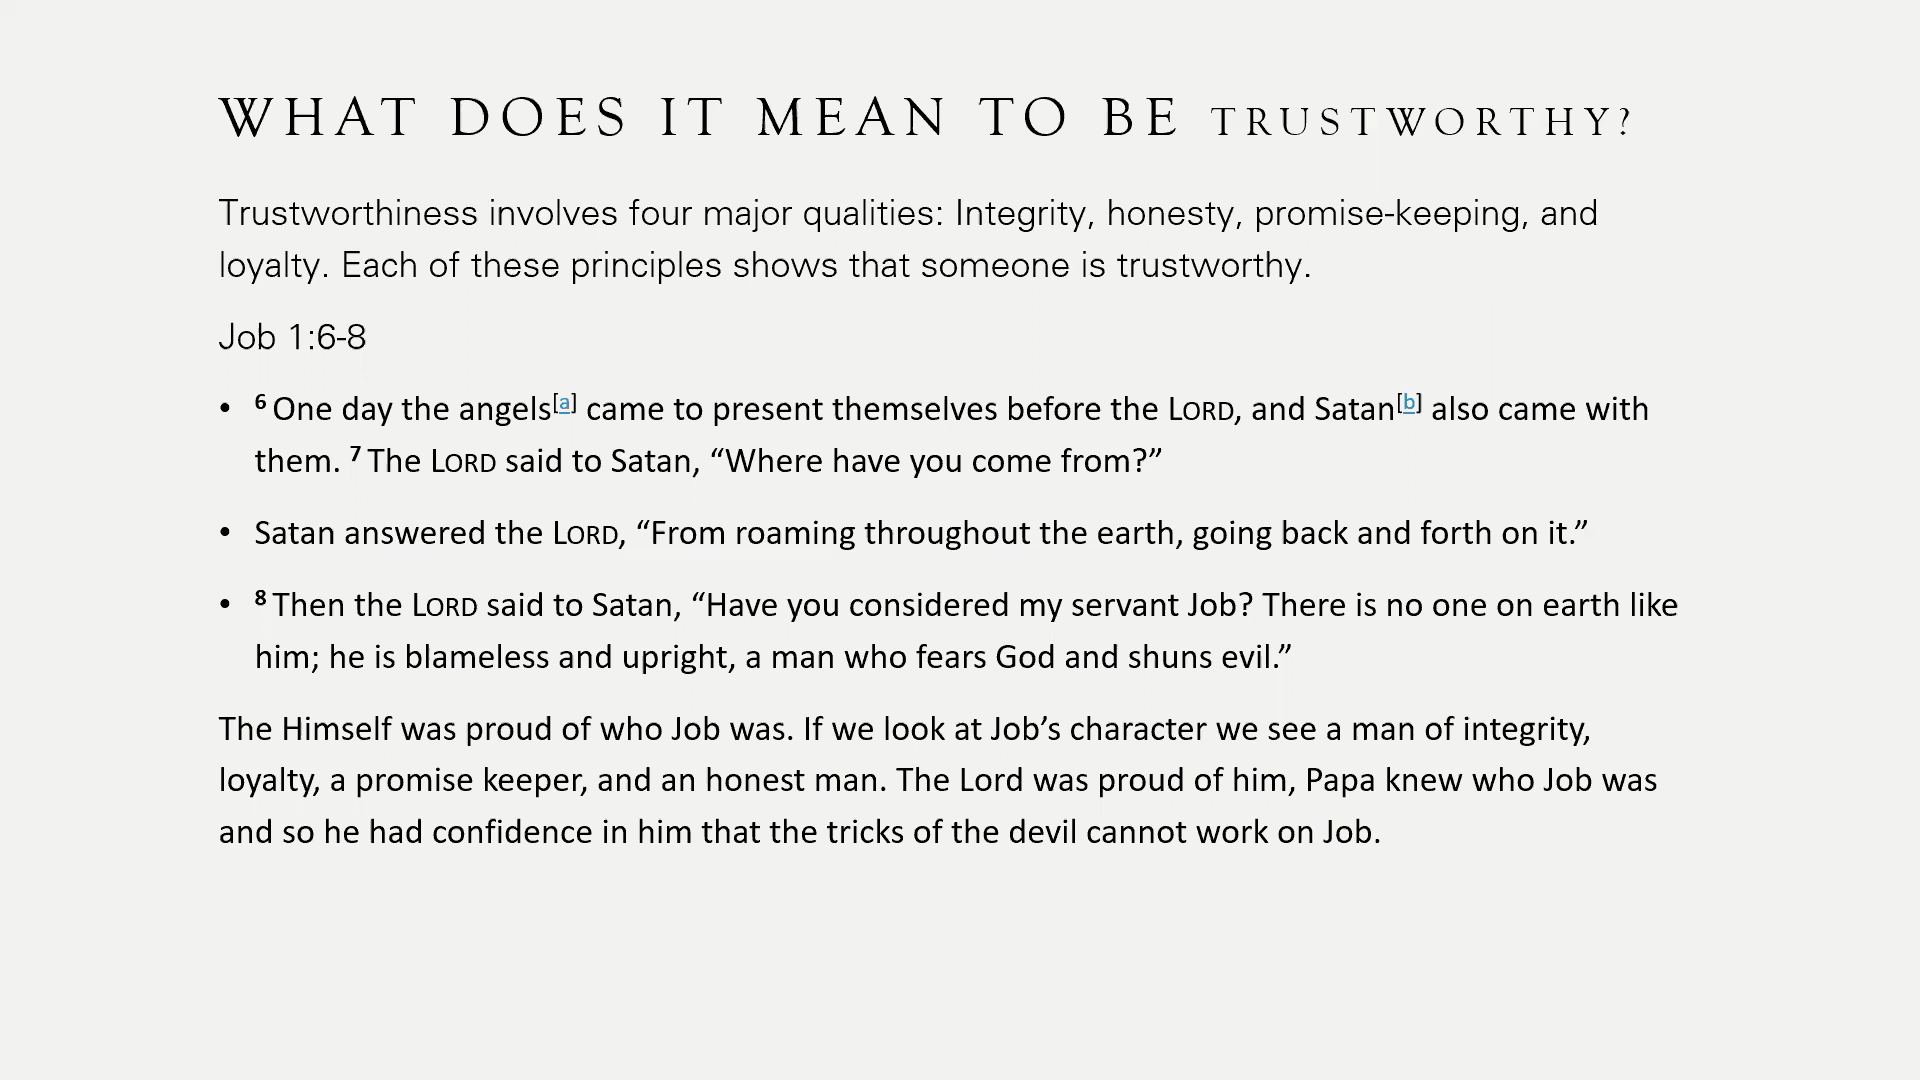 WHAT DOES IT MEAN TO BE TRUSTWORTHY?
Trustworthiness involves four major qualities: Integrity, honesty, promise-keeping, and
loyalty. Each of these principles shows that someone is trustworthy.
Job 1:6-8
• 6 One day the angels[a] came to present themselves before the LORD, and Satan[b] also came with
them. 7 The LORD said to Satan, “Where have you come from?”
• Satan answered the LORD, “From roaming throughout the earth, going back and forth on it.”
• 8 Then the LORD said to Satan, “Have you considered my servant Job? There is no one on earth like
him; he is blameless and upright, a man who fears God and shuns evil.”
The Himself was proud of who Job was. If we look at Job’s character we see a man of integrity,
loyalty, a promise keeper, and an honest man. The Lord was proud of him, Papa knew who Job was
and so he had confidence in him that the tricks of the devil cannot work on Job.